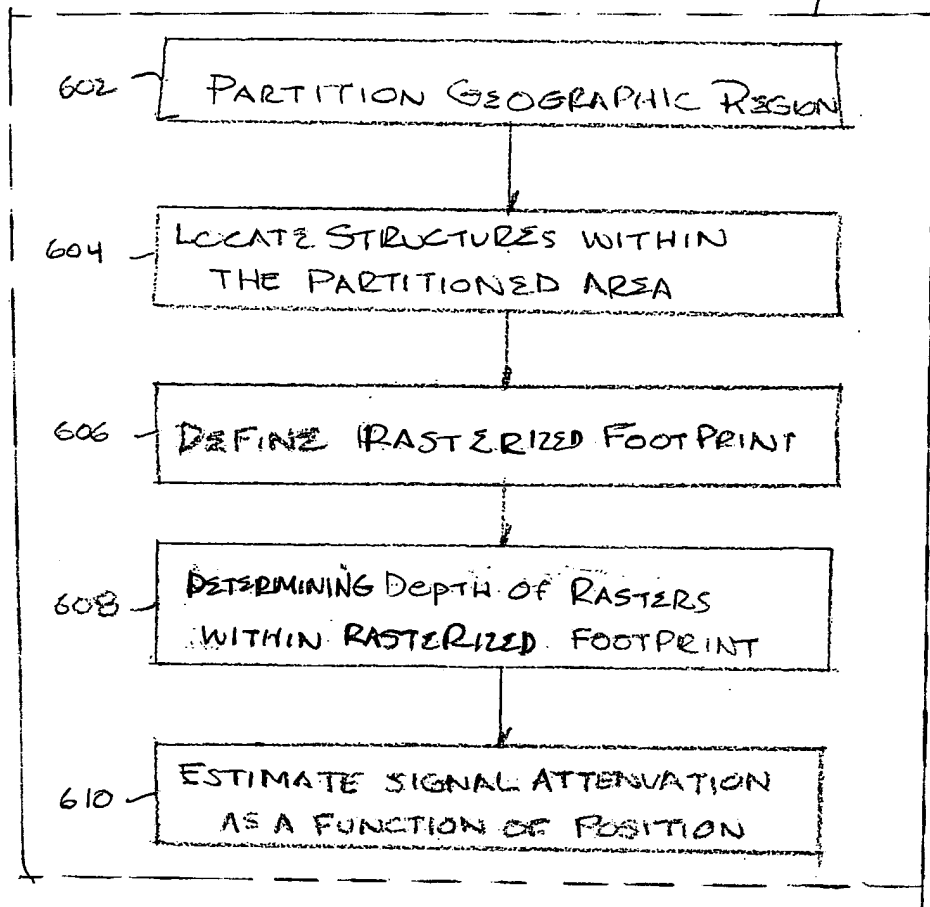 602
PARTITION GEOGRAPHIC REGION
604
LOCATE STRUCTURES WITHIN
THE PARTITIONED AREA
606
DEFINE RASTERIZED FOOTPRINT
608
DETERMINING DEPTH OF RASTERS
WITHIN RASTERIZED FOOTPRINT
610
ESTIMATE SIGNAL ATTENUATION
AS A FUNCTION OF POSITION